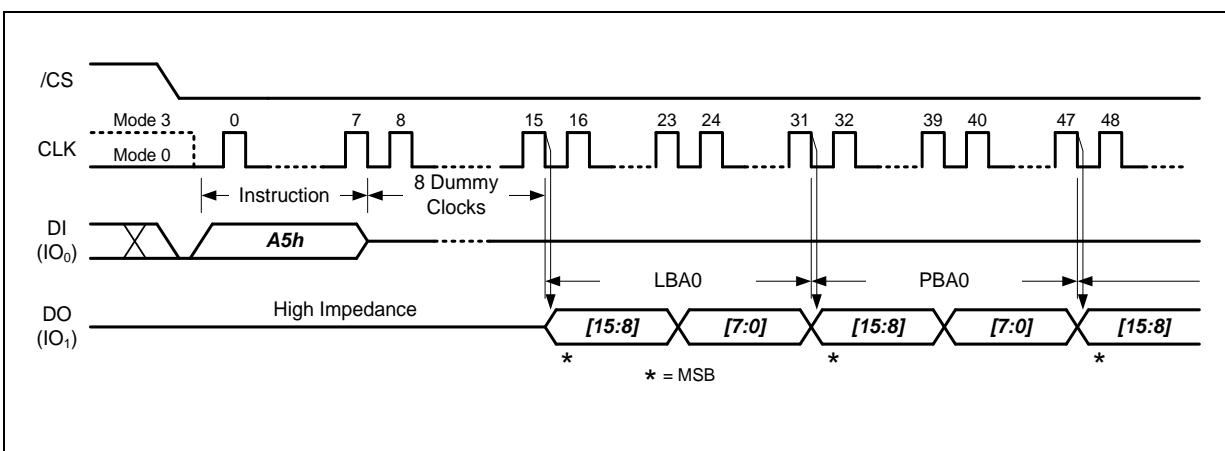 /CS
Mode 3 0 7 8 15 16 23 24 31 32 39 40 47 48
CLK
Mode 0
Instruction
8 Dummy
Clocks
DI
(IO₀)
A5h
LBA0 PBA0
DO
(IO₁)
High Impedance
[15:8] [7:0] [15:8] [7:0] [15:8]
* * *
* = MSB